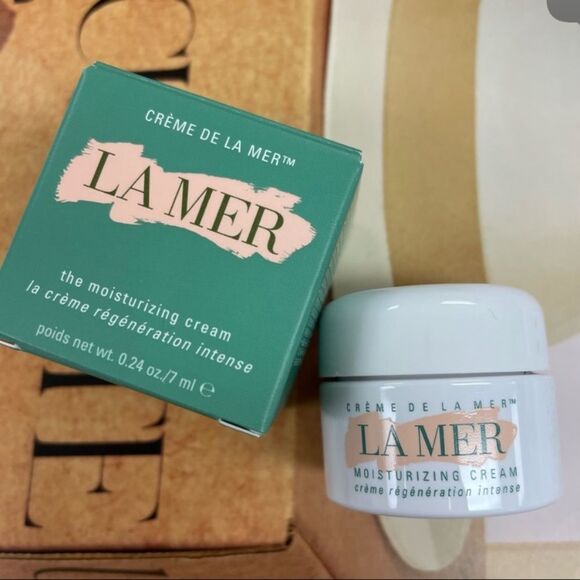 CRÈME DE LA MER™
LA MER
the moisturizing cream
la crème régénération intense
poids net wt. 0.24 oz./7 ml e
CRÈME DE LA MER™
LA MER
MOISTURIZING CREAM
crème régénération intense